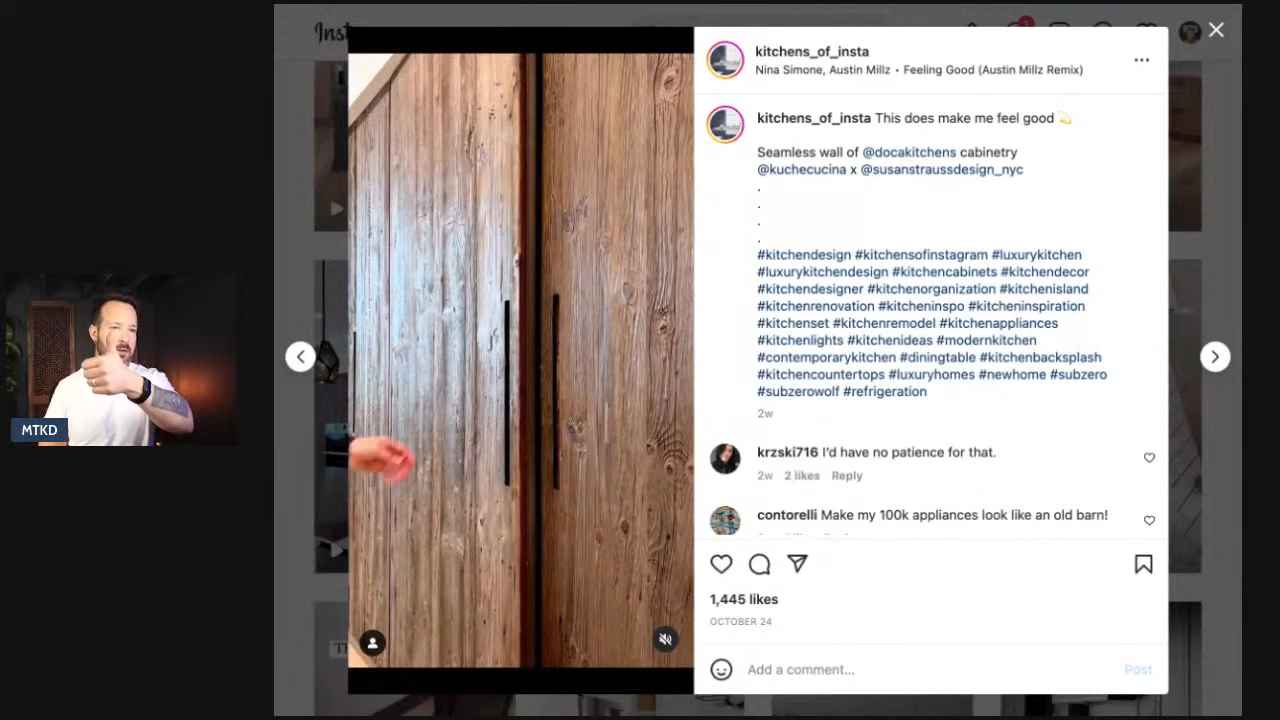 Inst
kitchens_of_insta
Nina Simone, Austin Millz • Feeling Good (Austin Millz Remix)
kitchens_of_insta This does make me feel good 💫
Seamless wall of @docakitchens cabinetry
@kuchecucina x @susanstraussdesign_nyc
.
.
.
.
#kitchendesign #kitchensofinstagram #luxurykitchen
#luxurykitchendesign #kitchencabinets #kitchendecor
#kitchendesigner #kitchenorganization #kitchenisland
#kitchenrenovation #kitcheninspo #kitcheninspiration
#kitchenset #kitchenremodel #kitchenappliances
#kitchenlights #kitchenideas #modernkitchen
#contemporarykitchen #diningtable #kitchenbacksplash
#kitchencountertops #luxuryhomes #newhome #subzero
#subzerowolf #refrigeration
2w
krzski716 I'd have no patience for that.
2w 2 likes Reply
contorelli Make my 100k appliances look like an old barn!
1,445 likes
OCTOBER 24
Add a comment... Post
MTKD